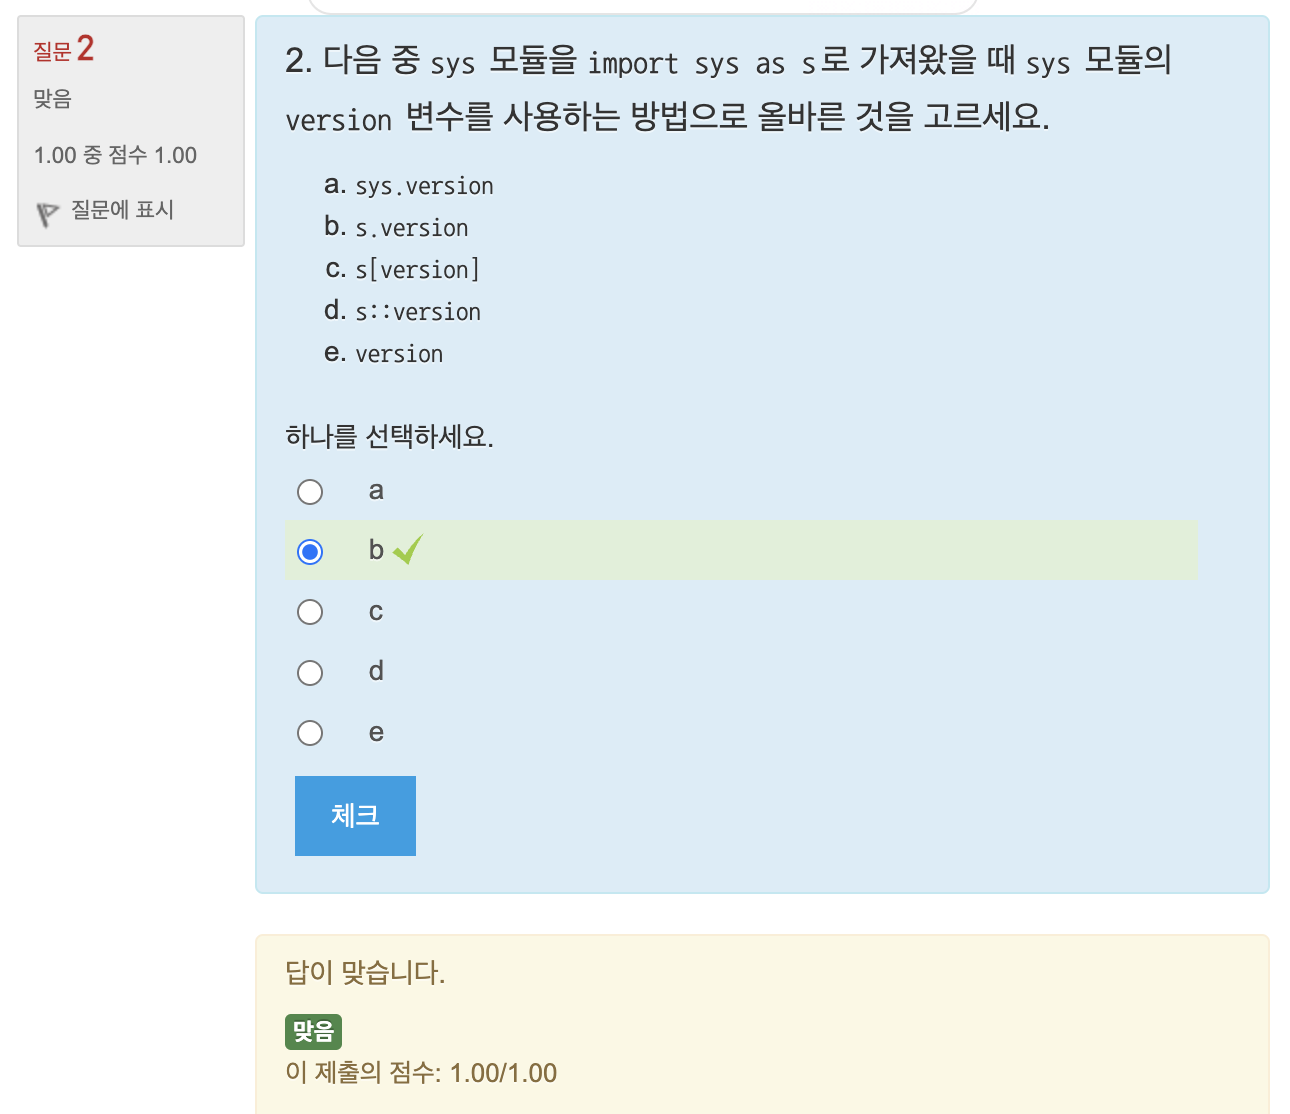 질문 2
맞음
1.00 중 점수 1.00
질문에 표시
2. 다음 중 sys 모듈을 import sys as s로 가져왔을 때 sys 모듈의
version 변수를 사용하는 방법으로 올바른 것을 고르세요.
a. sys.version
b. s.version
c. s[version]
d. s::version
e. version
하나를 선택하세요.
a
b
c
d
e
체크
답이 맞습니다.
맞음
이 제출의 점수: 1.00/1.00